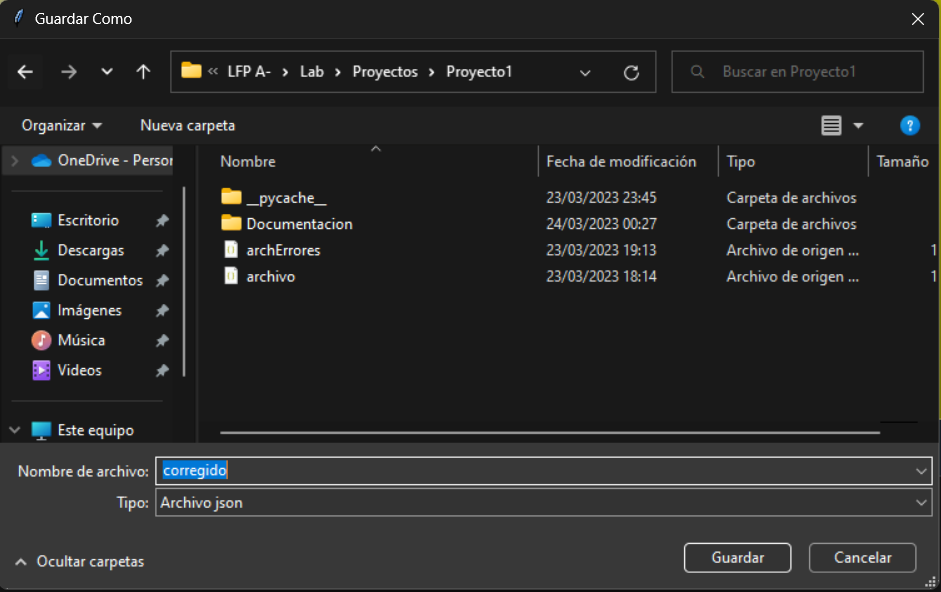 Guardar Como
« LFP A- › Lab › Proyectos › Proyecto1
Buscar en Proyecto1
Organizar
Nueva carpeta
OneDrive - Person
Escritorio
Descargas
Documentos
Imágenes
Música
Videos
Este equipo
Nombre Fecha de modificación Tipo Tamaño
__pycache__ 23/03/2023 23:45 Carpeta de archivos
Documentacion 24/03/2023 00:27 Carpeta de archivos
archErrores 23/03/2023 19:13 Archivo de origen ... 1
archivo 23/03/2023 18:14 Archivo de origen ... 1
Nombre de archivo: corregido
Tipo: Archivo json
Ocultar carpetas
Guardar
Cancelar